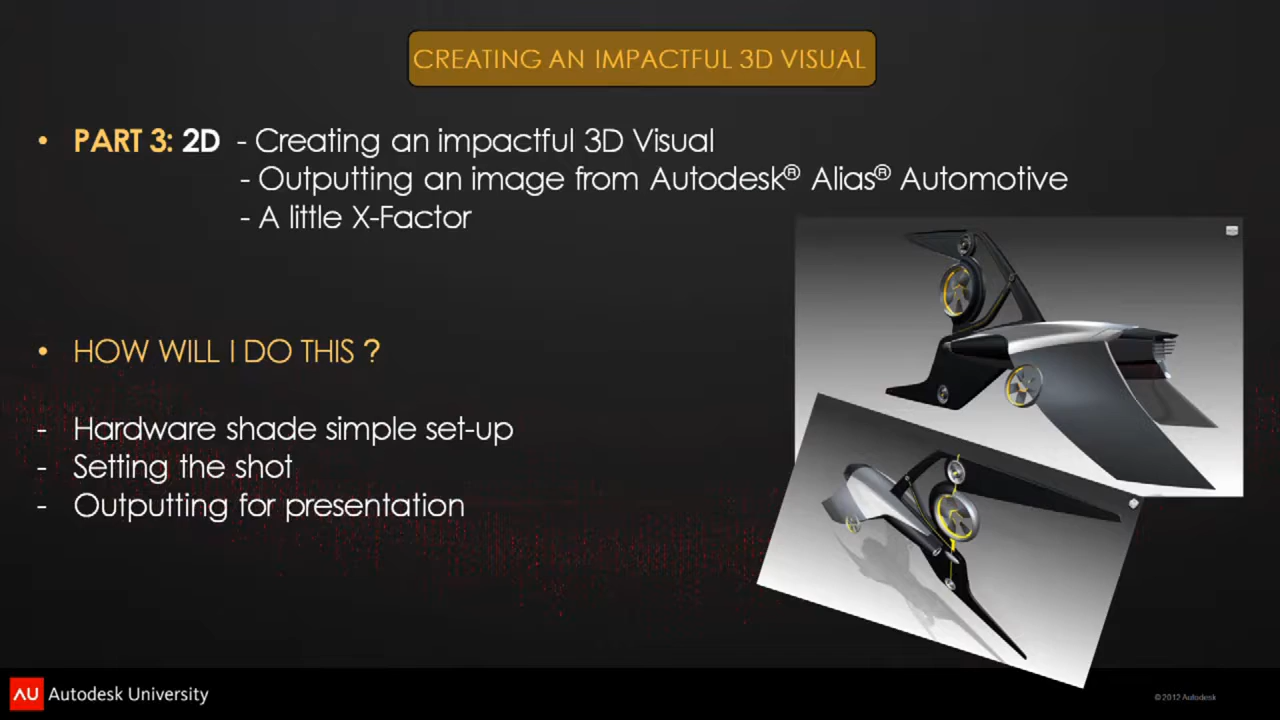 CREATING AN IMPACTFUL 3D VISUAL
• PART 3: 2D - Creating an impactful 3D Visual
- Outputting an image from Autodesk® Alias® Automotive
- A little X-Factor
• HOW WILL I DO THIS ?
- Hardware shade simple set-up
- Setting the shot
- Outputting for presentation
AU Autodesk University
© 2012 Autodesk